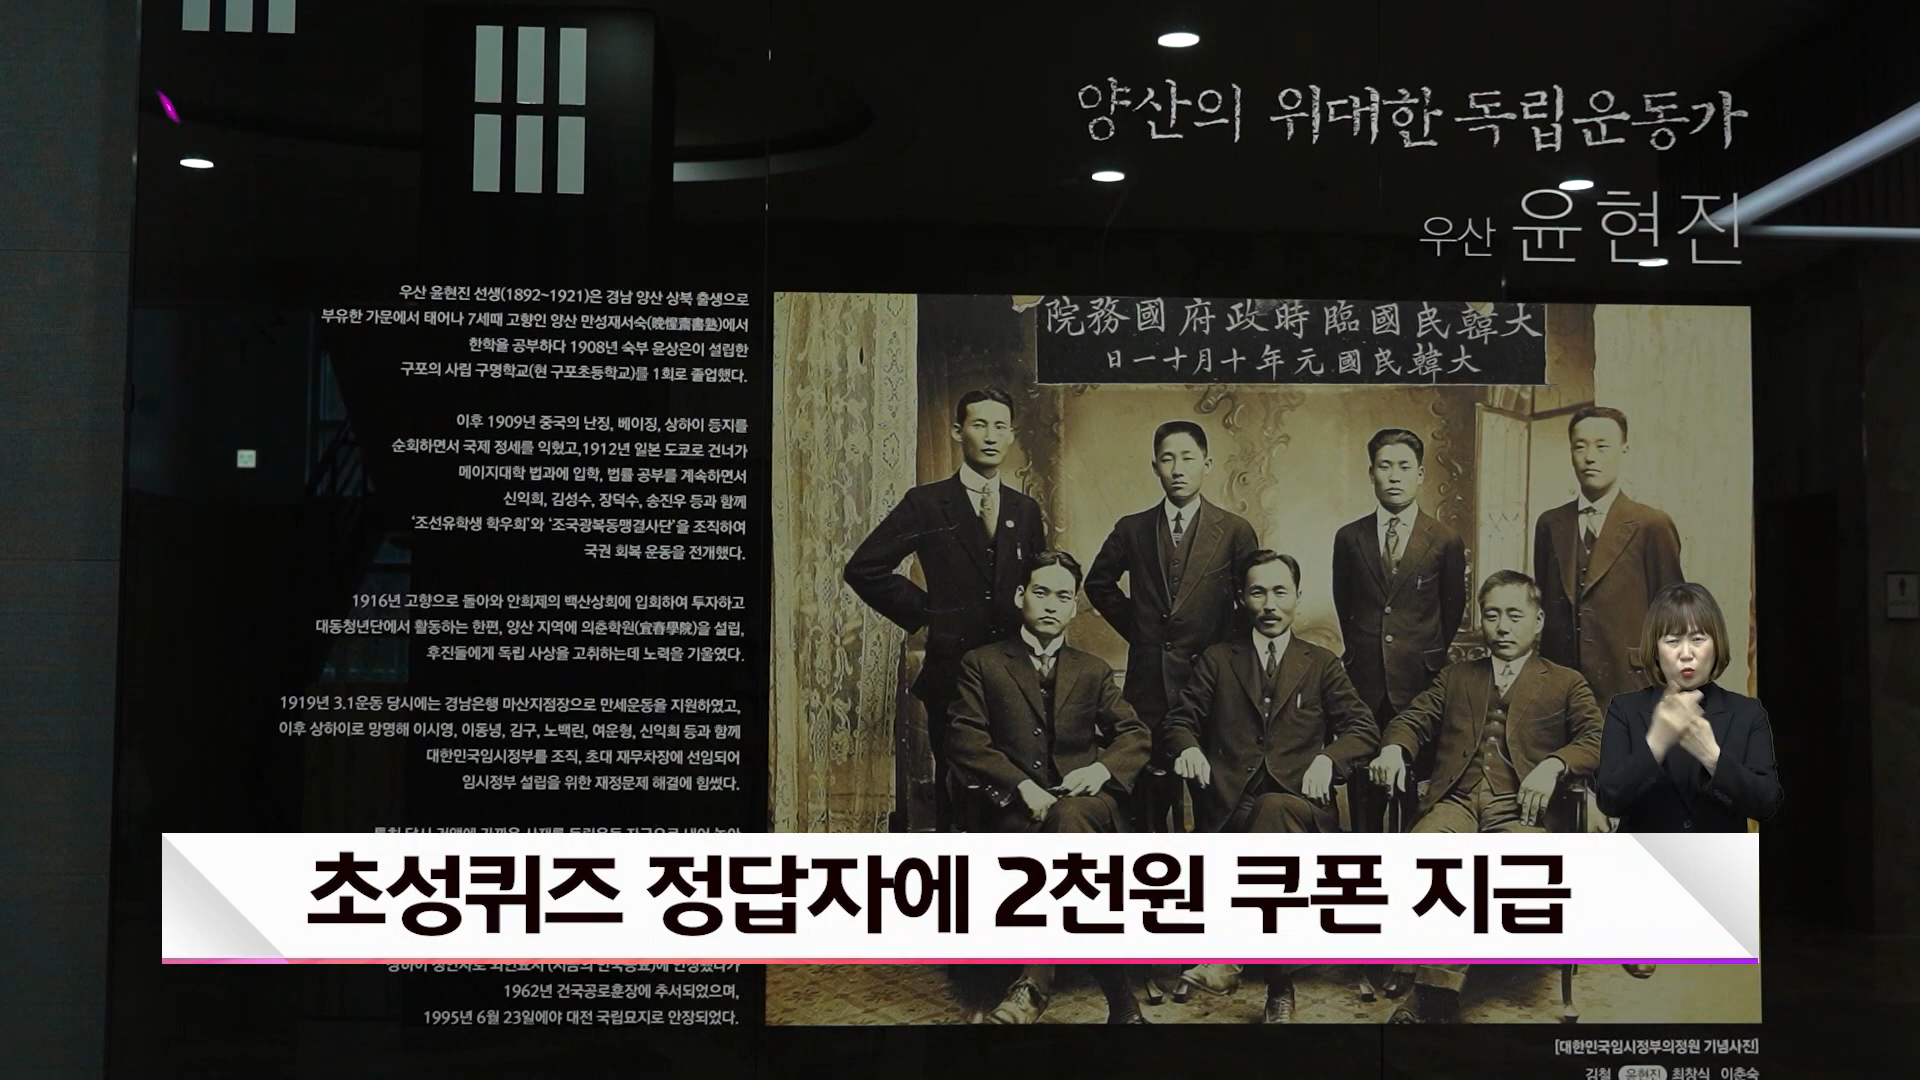 양산의 위대한 독립운동가
우산 윤현진
우산 윤현진 선생(1892~1921)은 경남 양산 상북 출생으로
부유한 가문에서 태어나 7세때 고향인 양산 만성재서숙(晩惺齋書塾)에서
한학을 공부하다 1908년 숙부 윤상은이 설립한
구포의 사립 구명학교(현 구포초등학교)를 1회로 졸업했다.
이후 1909년 중국의 난징, 베이징, 상하이 등지를
순회하면서 국제 정세를 익혔고,1912년 일본 도쿄로 건너가
메이지대학 법과에 입학, 법률 공부를 계속하면서
신익희, 김성수, 장덕수, 송진우 등과 함께
‘조선유학생 학우회’와 ‘조국광복동맹결사단’을 조직하여
국권 회복 운동을 전개했다.
1916년 고향으로 돌아와 안희제의 백산상회에 입회하여 투자하고
대동청년단에서 활동하는 한편, 양산 지역에 의춘학원(宜春學院)을 설립,
후진들에게 독립 사상을 고취하는데 노력을 기울였다.
1919년 3.1운동 당시에는 경남은행 마산지점장으로 만세운동을 지원하였고,
이후 상하이로 망명해 이시영, 이동녕, 김구, 노백린, 여운형, 신익희 등과 함께
대한민국임시정부를 조직, 초대 재무차장에 선임되어
임시정부 설립을 위한 재정문제 해결에 힘썼다.
1962년 건국공로훈장에 추서되었으며,
1995년 6월 23일에야 대전 국립묘지로 안장되었다.
院務國府政時臨國民韓大
日一十月十年元國民韓大
초성퀴즈 정답자에 2천원 쿠폰 지급
[대한민국임시정부의정원 기념사진]
김철 윤현진 최창식 이춘숙